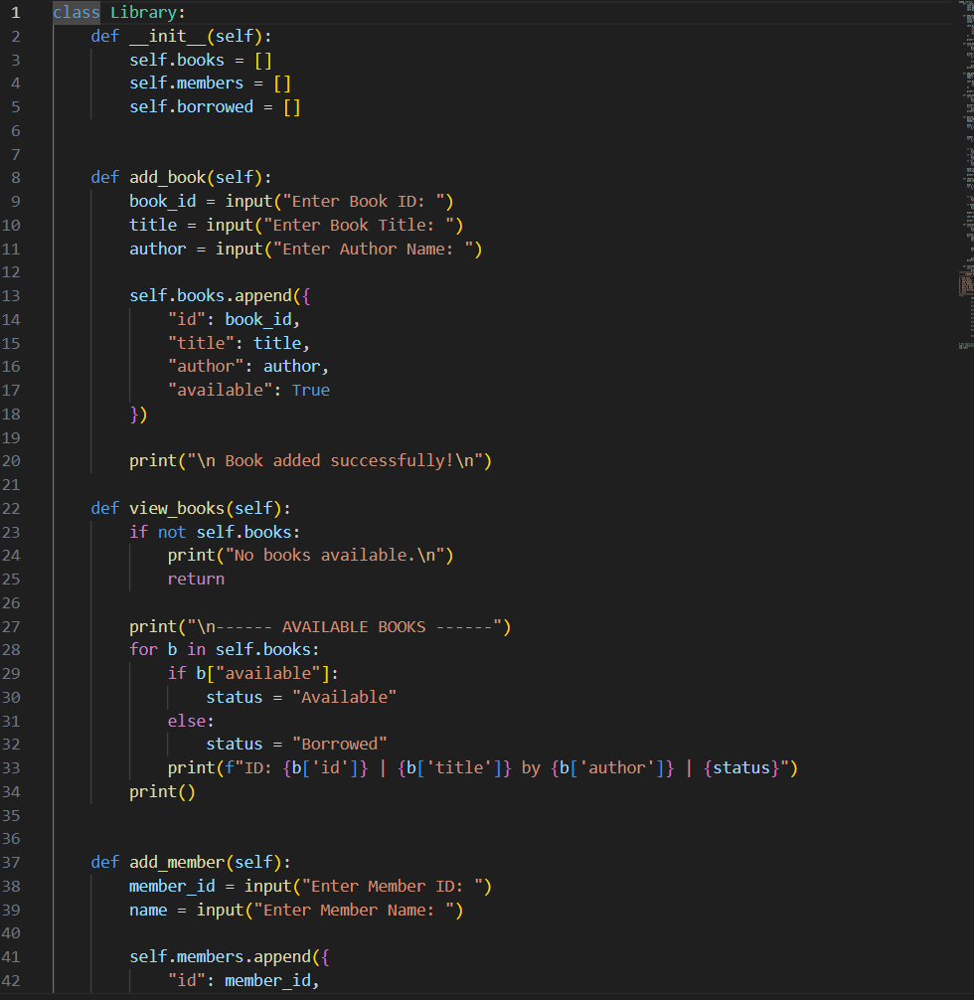 1 class Library:
2     def __init__(self):
3         self.books = []
4         self.members = []
5         self.borrowed = []
6
7
8     def add_book(self):
9         book_id = input("Enter Book ID: ")
10         title = input("Enter Book Title: ")
11         author = input("Enter Author Name: ")
12
13         self.books.append({
14             "id": book_id,
15             "title": title,
16             "author": author,
17             "available": True
18         })
19
20         print("\n Book added successfully!\n")
21
22     def view_books(self):
23         if not self.books:
24             print("No books available.\n")
25             return
26
27         print("\n------ AVAILABLE BOOKS ------")
28         for b in self.books:
29             if b["available"]:
30                 status = "Available"
31             else:
32                 status = "Borrowed"
33             print(f"ID: {b['id']} | {b['title']} by {b['author']} | {status}")
34         print()
35
36
37     def add_member(self):
38         member_id = input("Enter Member ID: ")
39         name = input("Enter Member Name: ")
40
41         self.members.append({
42             "id": member_id,